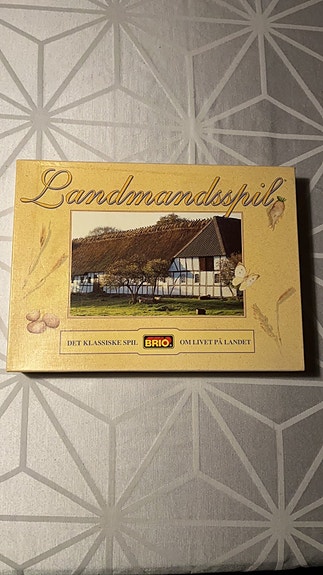 Landmandsspil
DET KLASSISKE SPIL BRIO. OM LIVET PÅ LANDET